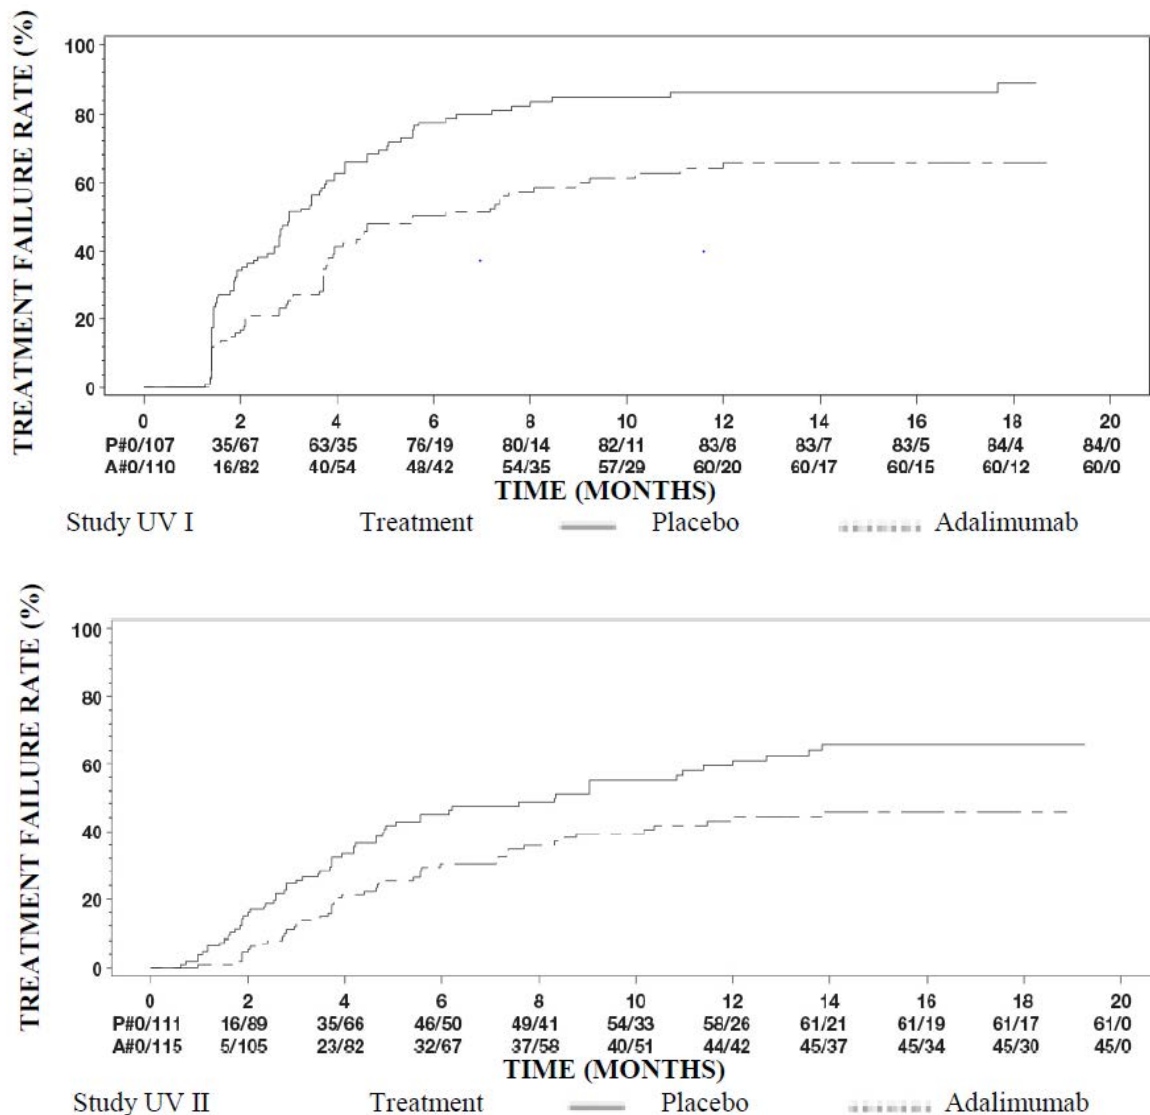 TREATMENT FAILURE RATE (%)
100
80
60
40
20
0
0 2 4 6 8 10 12 14 16 18 20
P#0/107 35/67 63/35 76/19 80/14 82/11 83/8 83/7 83/5 84/4 84/0
A#0/110 16/82 40/54 48/42 54/35 57/29 60/20 60/17 60/15 60/12 60/0
TIME (MONTHS)
Study UV I Treatment Placebo Adalimumab
TREATMENT FAILURE RATE (%)
100
80
60
40
20
0
0 2 4 6 8 10 12 14 16 18 20
P#0/111 16/89 35/66 46/50 49/41 54/33 58/26 61/21 61/19 61/17 61/0
A#0/115 5/105 23/82 32/67 37/58 40/51 44/42 45/37 45/34 45/30 45/0
TIME (MONTHS)
Study UV II Treatment Placebo Adalimumab